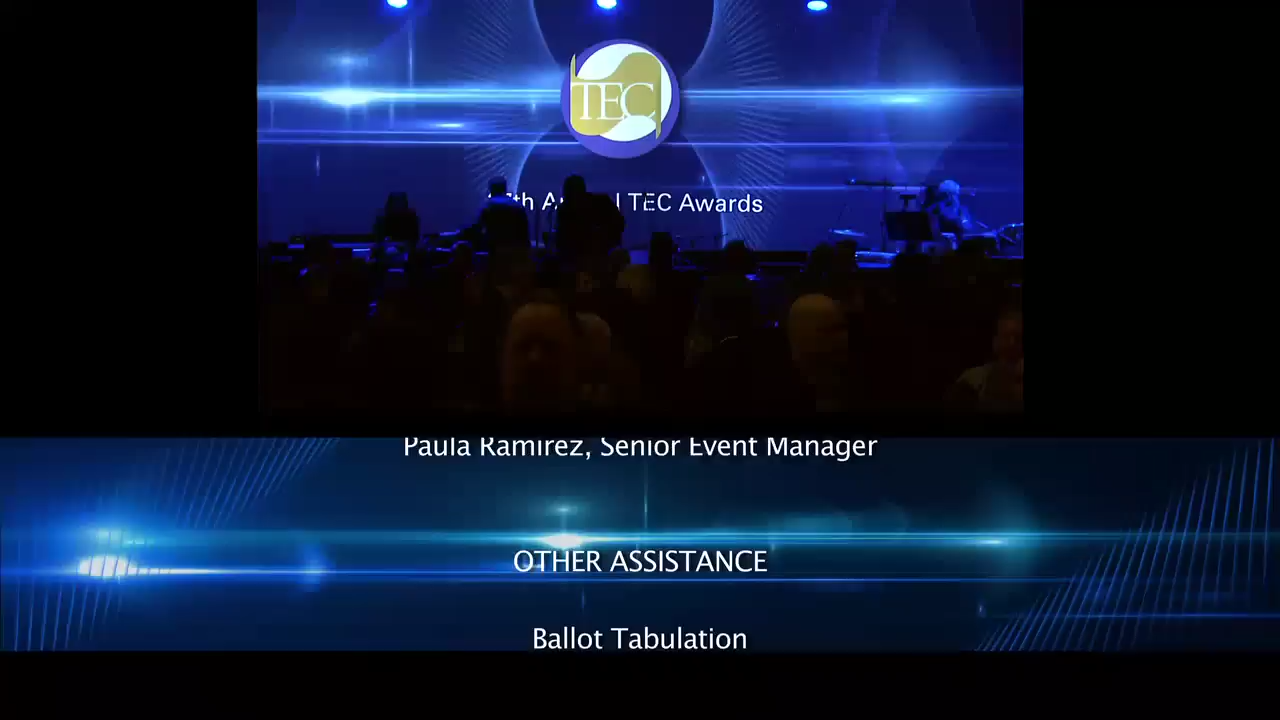 TEC
TEC Awards
Paula Ramirez, Senior Event Manager
OTHER ASSISTANCE
Ballot Tabulation